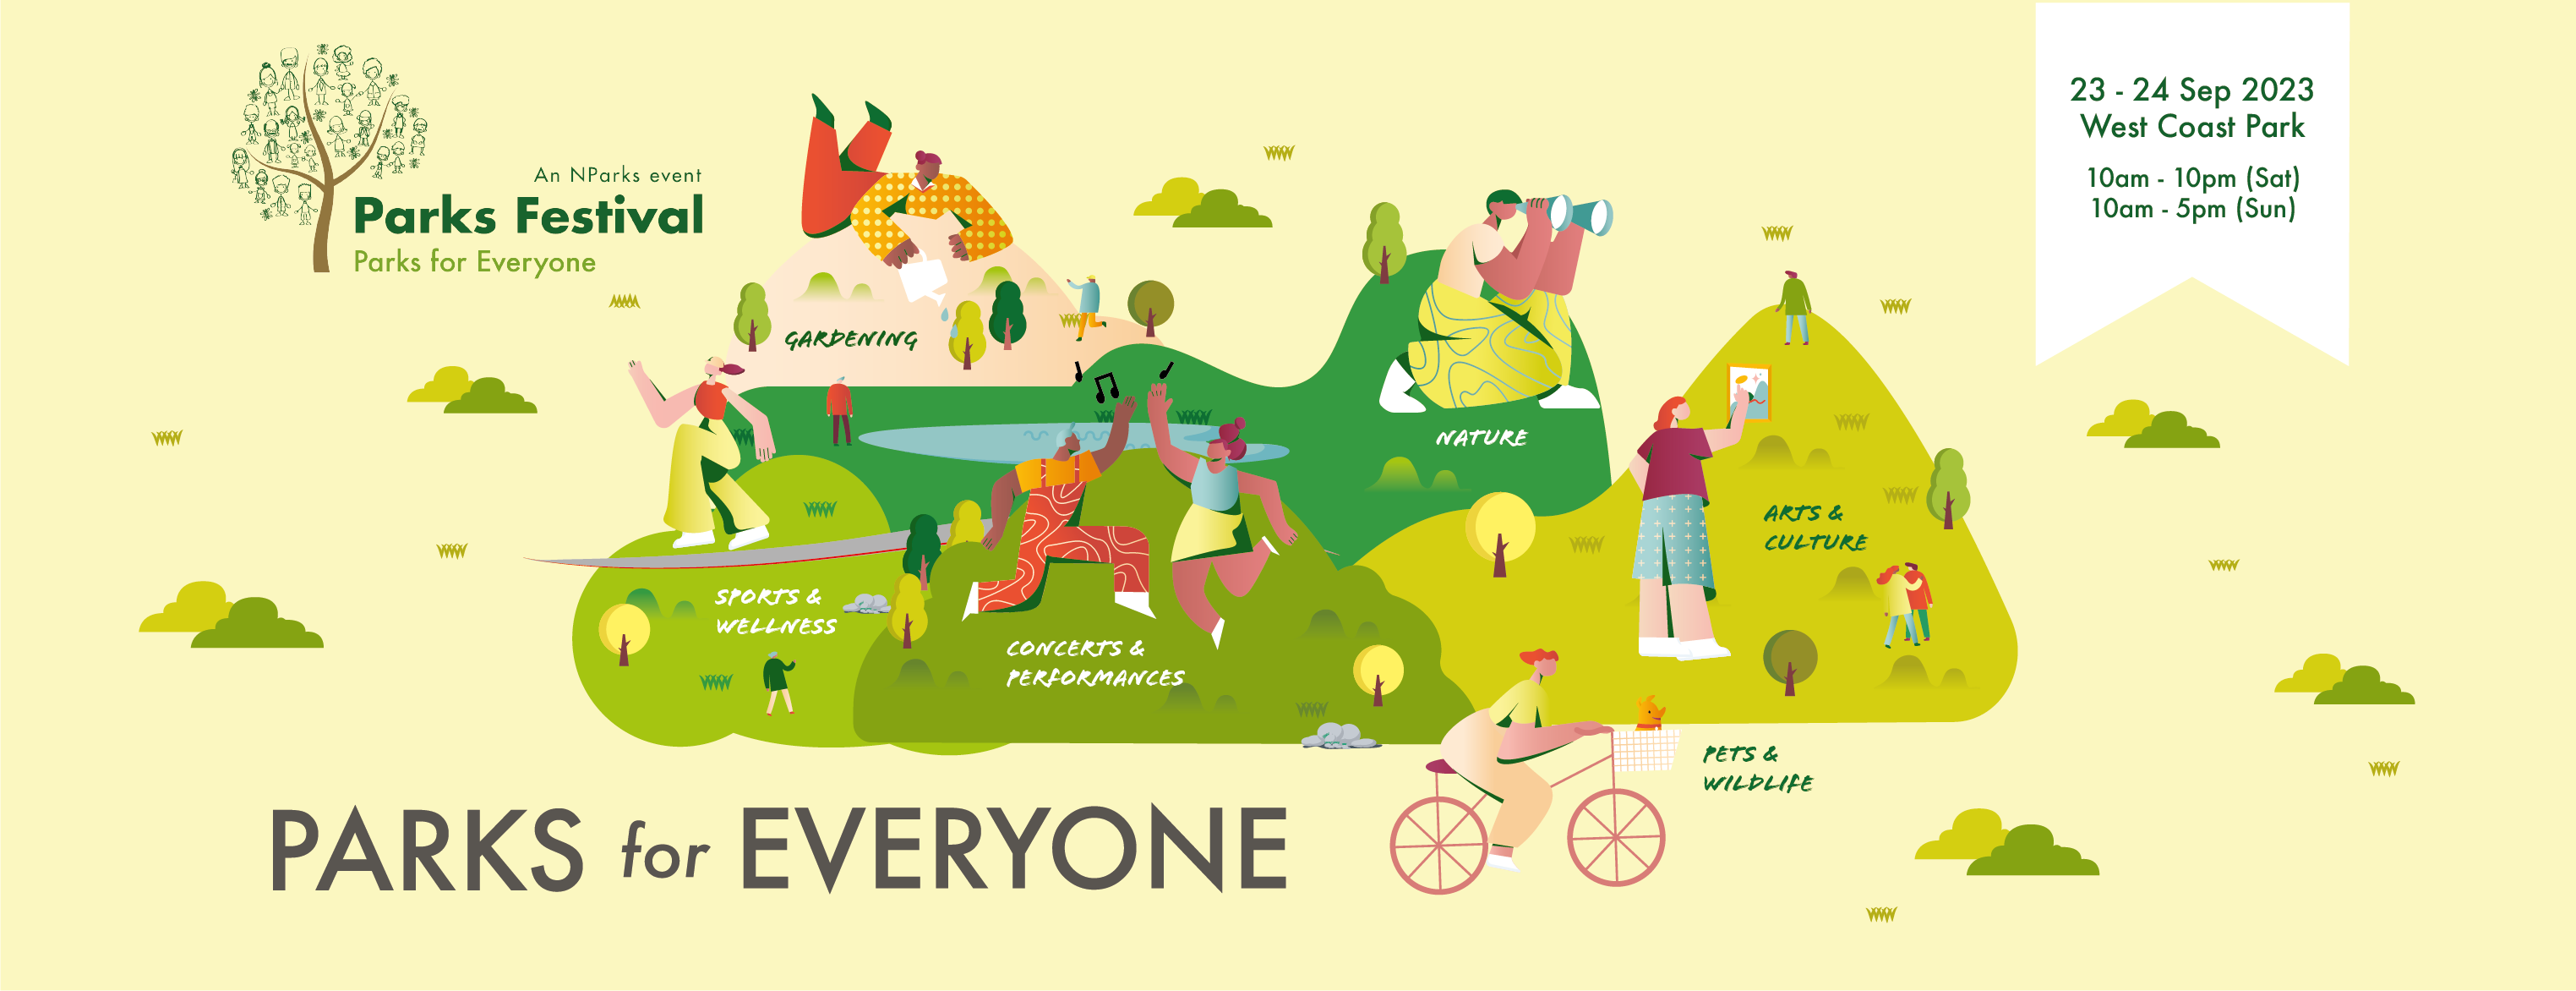 An NParks event
Parks Festival
Parks for Everyone
23 - 24 Sep 2023
West Coast Park
10am - 10pm (Sat)
10am - 5pm (Sun)
GARDENING
NATURE
ARTS &
CULTURE
SPORTS &
WELLNESS
CONCERTS &
PERFORMANCES
PETS &
WILDLIFE
PARKS for EVERYONE